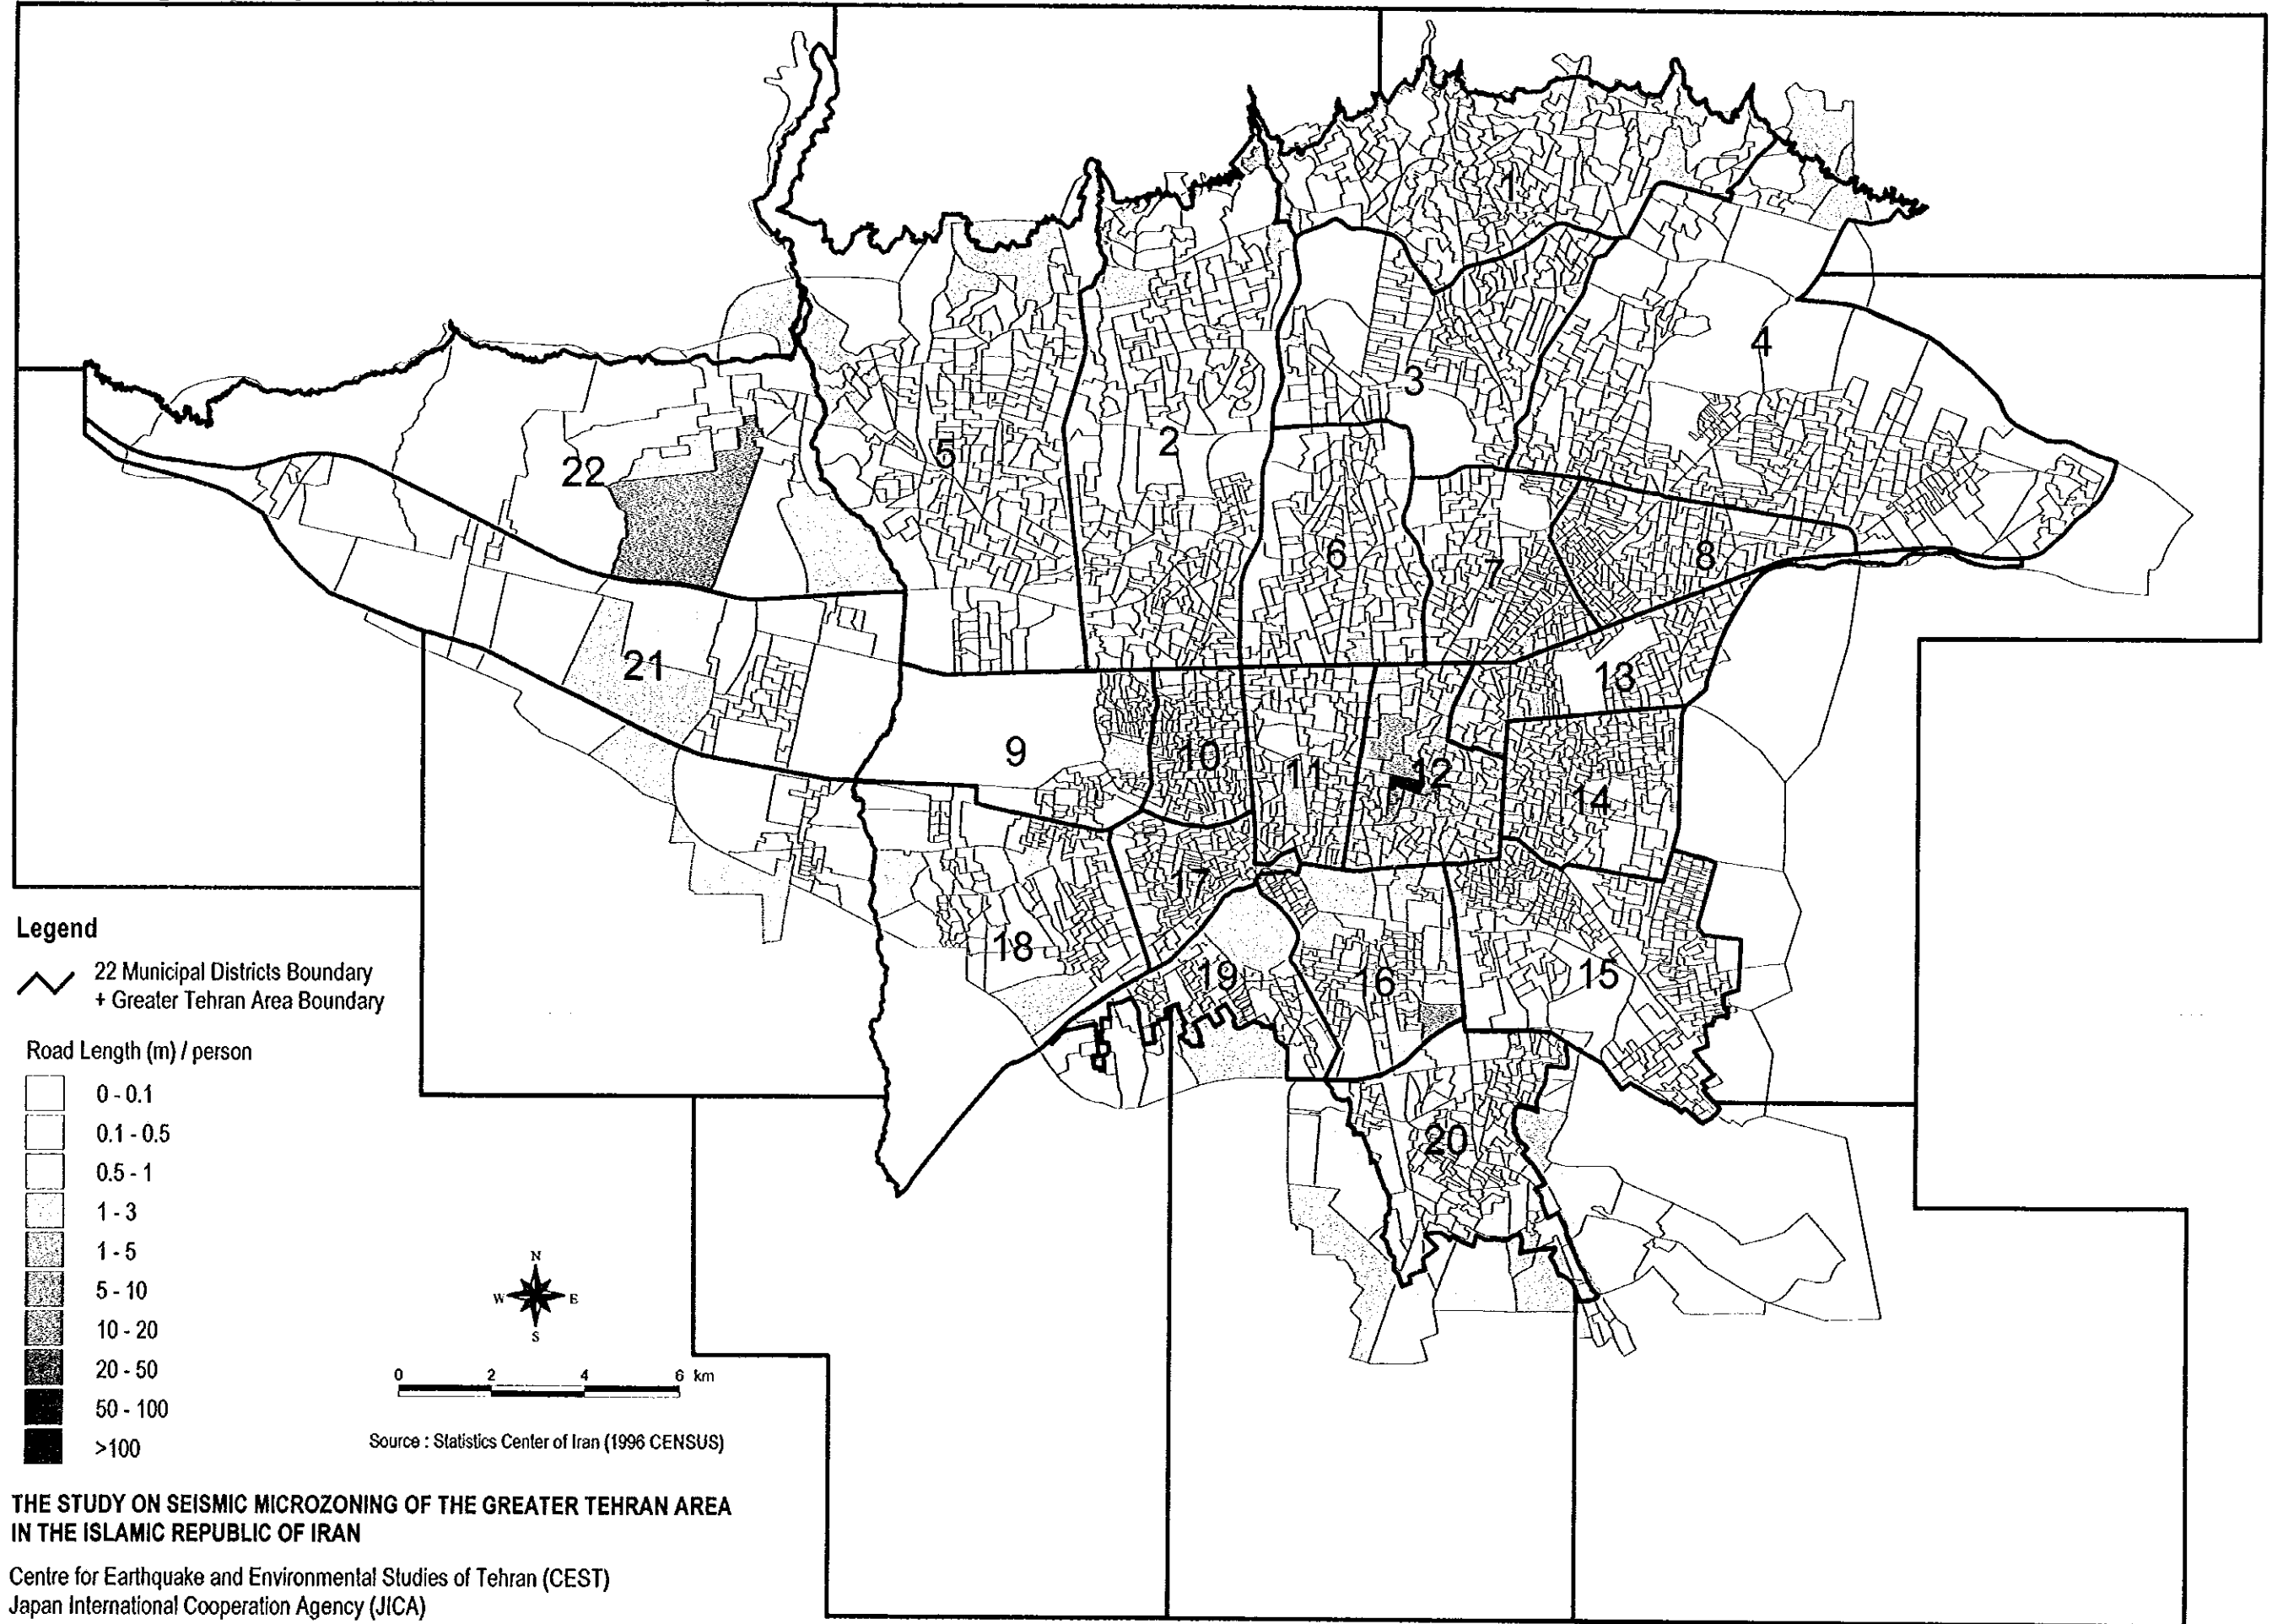 1
4
3
5
2
22
6
8
7
21
13
9
10
11
12
14
17
18
19
16
15
20
Legend
22 Municipal Districts Boundary
+ Greater Tehran Area Boundary
Road Length (m) / person
0 - 0.1
0.1 - 0.5
0.5 - 1
1 - 3
1 - 5
5 - 10
10 - 20
20 - 50
50 - 100
>100
N
W E
S
0 2 4 6 km
Source : Statistics Center of Iran (1996 CENSUS)
THE STUDY ON SEISMIC MICROZONING OF THE GREATER TEHRAN AREA
IN THE ISLAMIC REPUBLIC OF IRAN
Centre for Earthquake and Environmental Studies of Tehran (CEST)
Japan International Cooperation Agency (JICA)